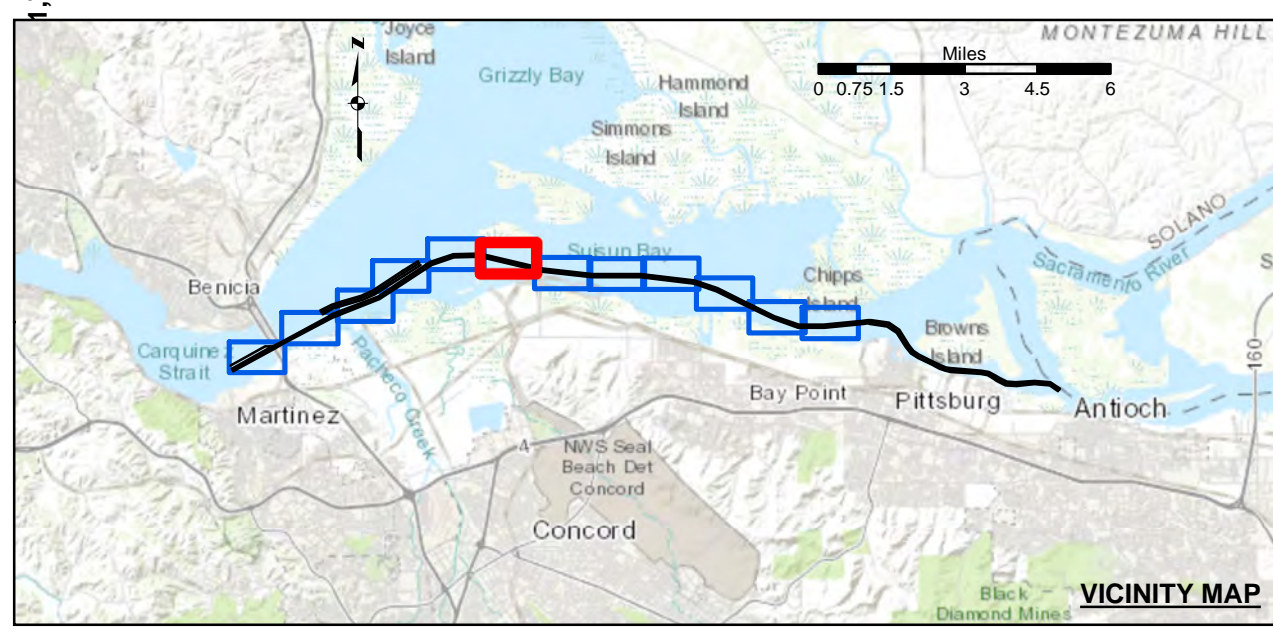 Joyce
Island
MONTEZUMA HILL
Grizzly Bay
Miles
0 0.75 1.5 3 4.5 6
Hammond
Island
Simmons
Island
SOLANO
Suisun Bay
Sacramento River
S
Benicia
Chipps
Island
Carquinez
Strait
Pacheco Creek
Browns
Island
160
Martinez
Bay Point
Pittsburg
Antioch
4
NWS Seal
Beach Det
Concord
Concord
Black
Diamond Mines
VICINITY MAP
z